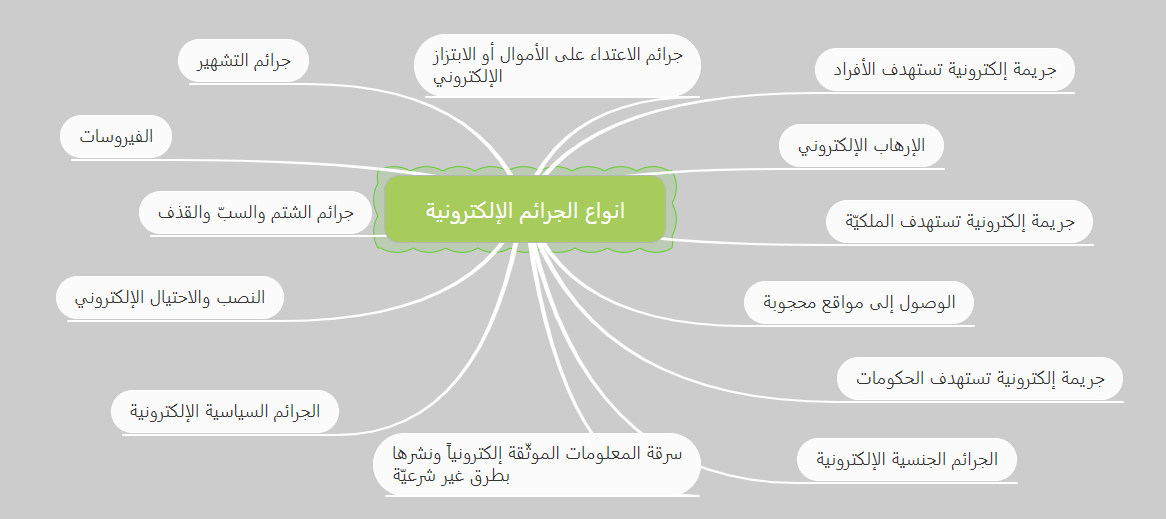 انواع الجرائم الإلكترونية
جريمة إلكترونية تستهدف الأفراد
الإرهاب الإلكتروني
جريمة إلكترونية تستهدف الملكيّة
الوصول إلى مواقع محجوبة
جريمة إلكترونية تستهدف الحكومات
الجرائم الجنسية الإلكترونية
جرائم الاعتداء على الأموال أو الابتزاز
الإلكتروني
سرقة المعلومات الموثّقة إلكترونياً ونشرها
بطرق غير شرعيّة
جرائم التشهير
الفيروسات
جرائم الشتم والسبّ والقذف
النصب والاحتيال الإلكتروني
الجرائم السياسية الإلكترونية